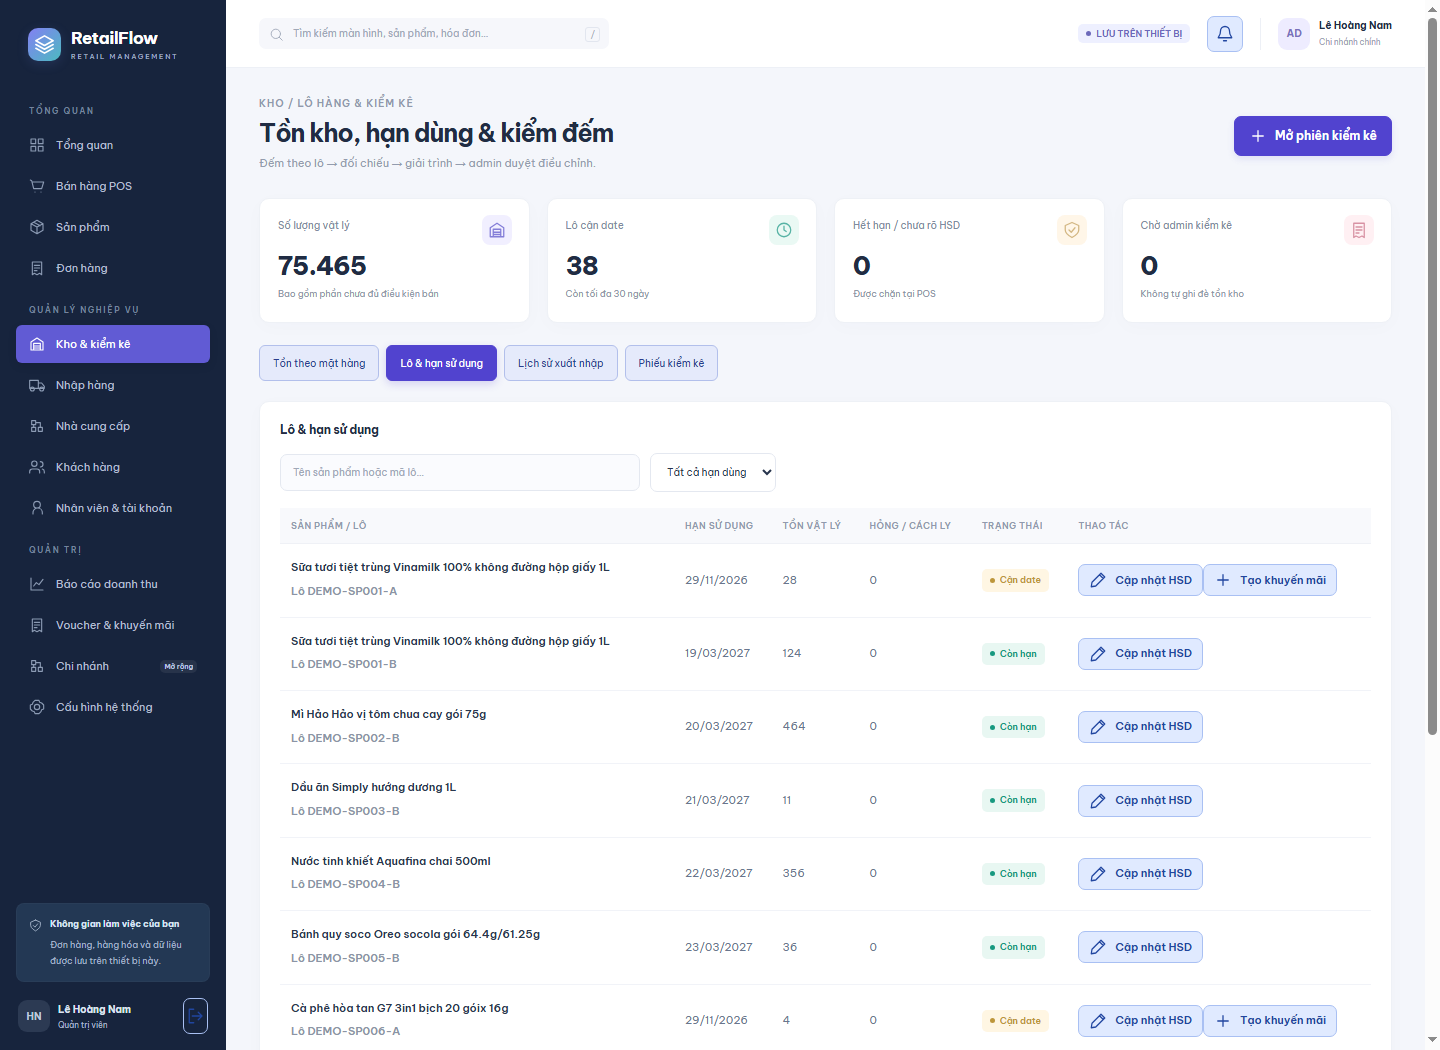 RetailFlow
RETAIL MANAGEMENT
TỔNG QUAN
Tổng quan
Bán hàng POS
Sản phẩm
Đơn hàng
QUẢN LÝ NGHIỆP VỤ
Kho & kiểm kê
Nhập hàng
Nhà cung cấp
Khách hàng
Nhân viên & tài khoản
QUẢN TRỊ
Báo cáo doanh thu
Voucher & khuyến mãi
Chi nhánh Mở rộng
Cấu hình hệ thống
Không gian làm việc của bạn
Đơn hàng, hàng hóa và dữ liệu
được lưu trên thiết bị này.
HN Lê Hoàng Nam
Quản trị viên
Tìm kiếm màn hình, sản phẩm, hóa đơn... /
LƯU TRÊN THIẾT BỊ
AD Lê Hoàng Nam
Chi nhánh chính
KHO / LÔ HÀNG & KIỂM KÊ
Tồn kho, hạn dùng & kiểm đếm
Đếm theo lô → đối chiếu → giải trình → admin duyệt điều chỉnh.
Mở phiên kiểm kê
Số lượng vật lý
75.465
Bao gồm phần chưa đủ điều kiện bán
Lô cận date
38
Còn tối đa 30 ngày
Hết hạn / chưa rõ HSD
0
Được chặn tại POS
Chờ admin kiểm kê
0
Không tự ghi đè tồn kho
Tồn theo mặt hàng Lô & hạn sử dụng Lịch sử xuất nhập Phiếu kiểm kê
Lô & hạn sử dụng
Tên sản phẩm hoặc mã lô... Tất cả hạn dùng
SẢN PHẨM / LÔ HẠN SỬ DỤNG TỒN VẬT LÝ HỎNG / CÁCH LY TRẠNG THÁI THAO TÁC
Sữa tươi tiệt trùng Vinamilk 100% không đường hộp giấy 1L
Lô DEMO-SP001-A
29/11/2026 28 0 Cận date Cập nhật HSD Tạo khuyến mãi
Sữa tươi tiệt trùng Vinamilk 100% không đường hộp giấy 1L
Lô DEMO-SP001-B
19/03/2027 124 0 Còn hạn Cập nhật HSD
Mì Hảo Hảo vị tôm chua cay gói 75g
Lô DEMO-SP002-B
20/03/2027 464 0 Còn hạn Cập nhật HSD
Dầu ăn Simply hướng dương 1L
Lô DEMO-SP003-B
21/03/2027 11 0 Còn hạn Cập nhật HSD
Nước tinh khiết Aquafina chai 500ml
Lô DEMO-SP004-B
22/03/2027 356 0 Còn hạn Cập nhật HSD
Bánh quy soco Oreo socola gói 64.4g/61.25g
Lô DEMO-SP005-B
23/03/2027 36 0 Còn hạn Cập nhật HSD
Cà phê hòa tan G7 3in1 bịch 20 góix 16g
Lô DEMO-SP006-A
29/11/2026 4 0 Cận date Cập nhật HSD Tạo khuyến mãi